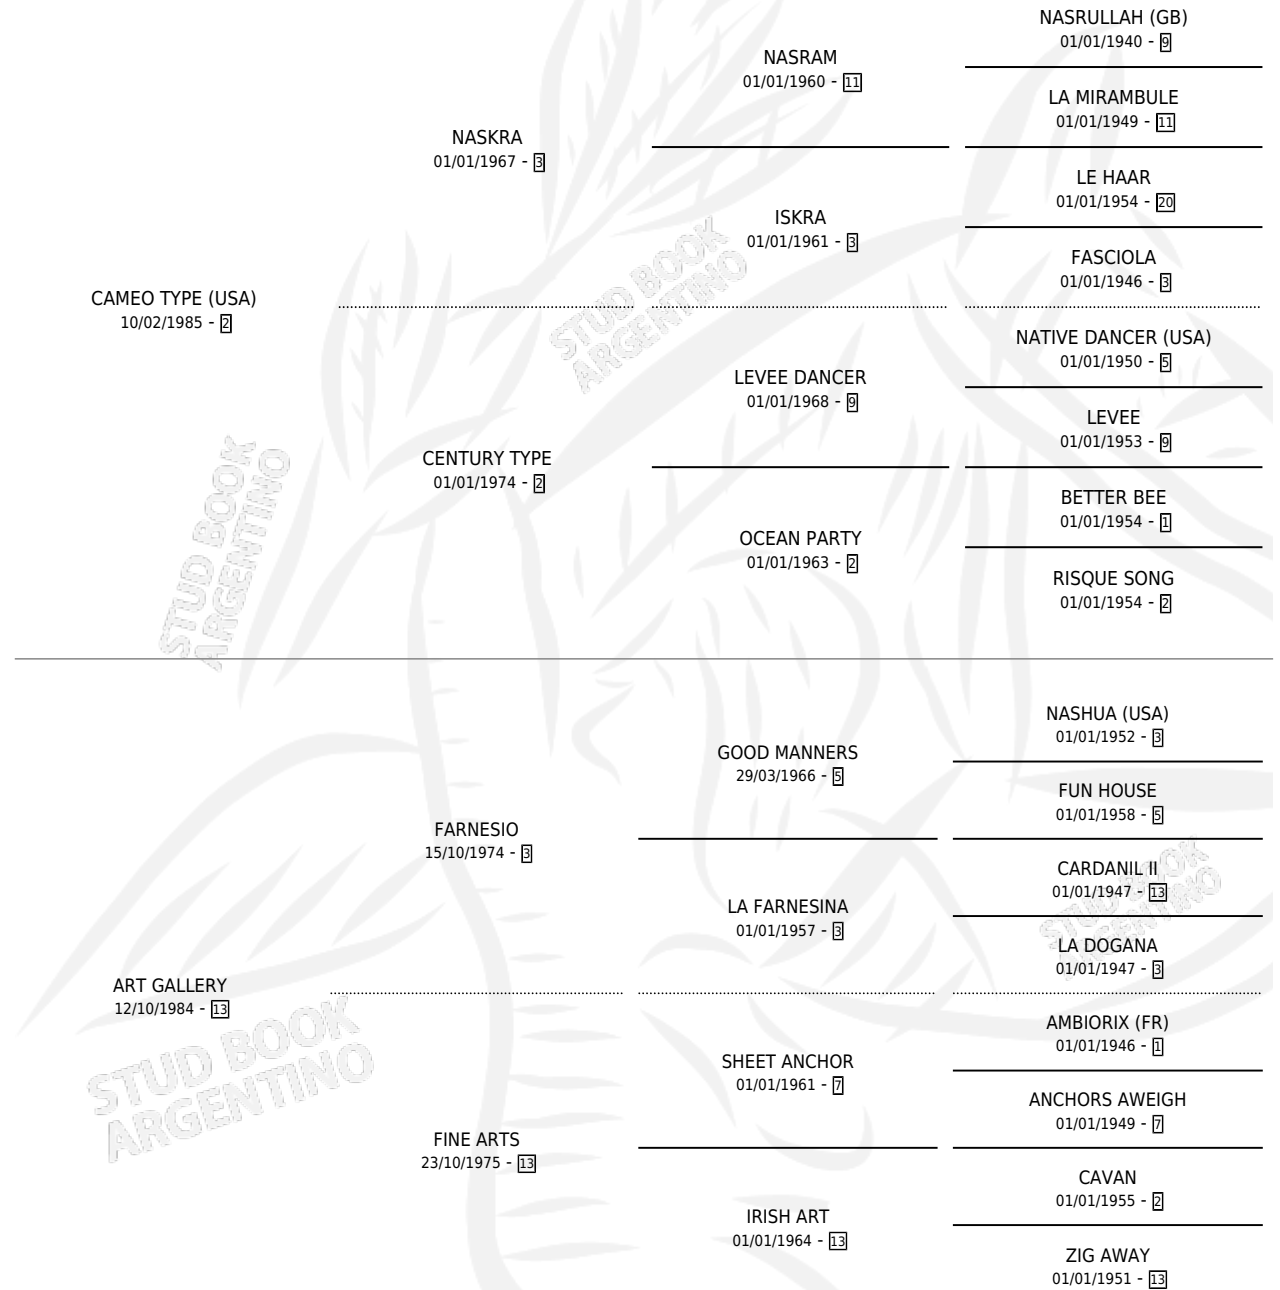 NASRULLAH (GB)
01/01/1940 - 9
NASRAM
01/01/1960 - 11
LA MIRAMBULE
01/01/1949 - 11
NASKRA
01/01/1967 - 3
LE HAAR
01/01/1954 - 20
ISKRA
01/01/1961 - 3
FASCIOLA
01/01/1946 - 3
CAMEO TYPE (USA)
10/02/1985 - 2
NATIVE DANCER (USA)
01/01/1950 - 5
LEVEE DANCER
01/01/1968 - 9
LEVEE
01/01/1953 - 9
CENTURY TYPE
01/01/1974 - 2
BETTER BEE
01/01/1954 - 1
OCEAN PARTY
01/01/1963 - 2
RISQUE SONG
01/01/1954 - 2
NASHUA (USA)
01/01/1952 - 3
GOOD MANNERS
29/03/1966 - 5
FUN HOUSE
01/01/1958 - 5
FARNESIO
15/10/1974 - 3
CARDANIL II
01/01/1947 - 13
LA FARNESINA
01/01/1957 - 3
LA DOGANA
01/01/1947 - 3
ART GALLERY
12/10/1984 - 13
AMBIORIX (FR)
01/01/1946 - 1
SHEET ANCHOR
01/01/1961 - 7
ANCHORS AWEIGH
01/01/1949 - 7
FINE ARTS
23/10/1975 - 13
CAVAN
01/01/1955 - 2
IRISH ART
01/01/1964 - 13
ZIG AWAY
01/01/1951 - 13
STUD BOOK
ARGENTINO
STUD BOOK
ARGENTINO
STUD BOOK
ARGENTINO
STUD BOOK
ARGENTINO